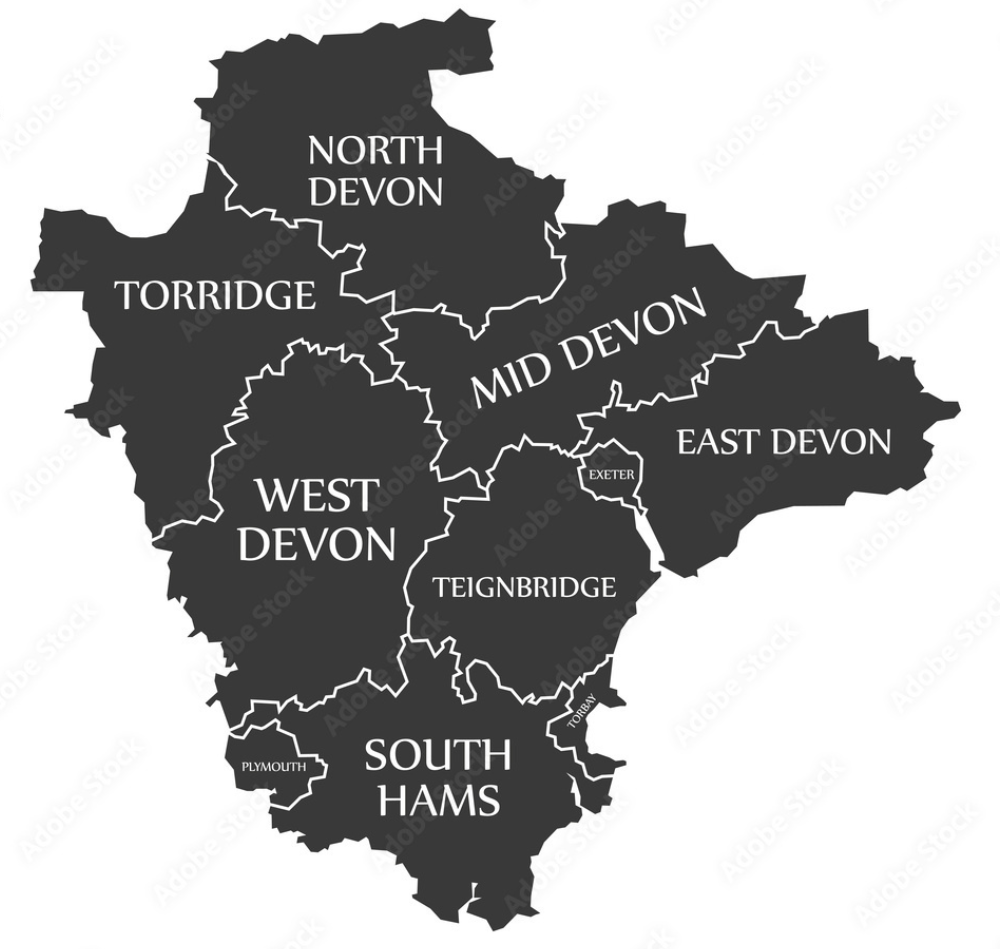 NORTH
DEVON
TORRIDGE
MID DEVON
EAST DEVON
EXETER
WEST
DEVON
TEIGNBRIDGE
TORBAY
SOUTH
HAMS
PLYMOUTH
Adobe Stock